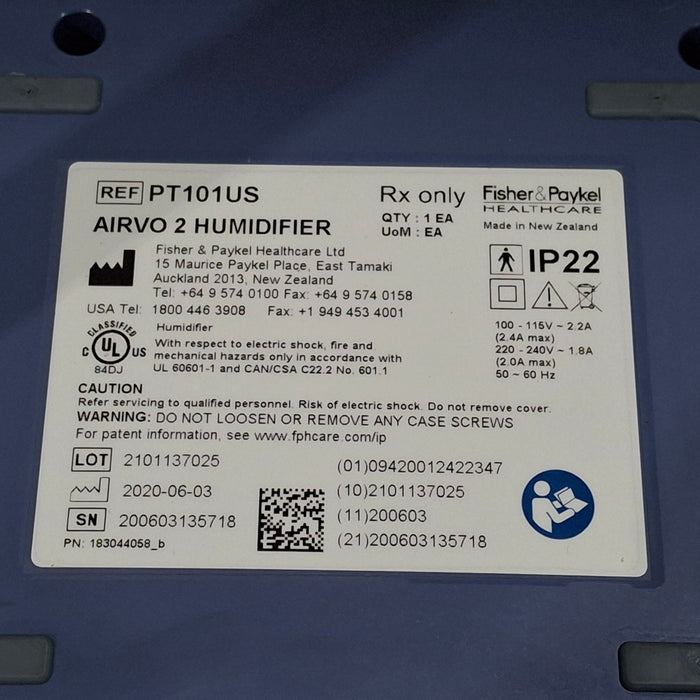 REF PT101US
AIRVO 2 HUMIDIFIER
Rx only
QTY : 1 EA
UoM : EA
Fisher & Paykel
HEALTHCARE
Made in New Zealand
Fisher & Paykel Healthcare Ltd
15 Maurice Paykel Place, East Tamaki
Auckland 2013, New Zealand
Tel: +64 9 574 0100 Fax: +64 9 574 0158
USA Tel: 1800 446 3908 Fax: +1 949 453 4001
IP22
CLASSIFIED
C UL US
84DJ
Humidifier
With respect to electric shock, fire and
mechanical hazards only in accordance with
UL 60601-1 and CAN/CSA C22.2 No. 601.1
100 - 115V ~ 2.2A
(2.4A max)
220 - 240V ~ 1.8A
(2.0A max)
50 ~ 60 Hz
CAUTION
Refer servicing to qualified personnel. Risk of electric shock. Do not remove cover.
WARNING: DO NOT LOOSEN OR REMOVE ANY CASE SCREWS
For patent information, see www.fphcare.com/ip
LOT 2101137025
2020-06-03
SN 200603135718
PN: 183044058_b
(01)09420012422347
(10)2101137025
(11)200603
(21)200603135718